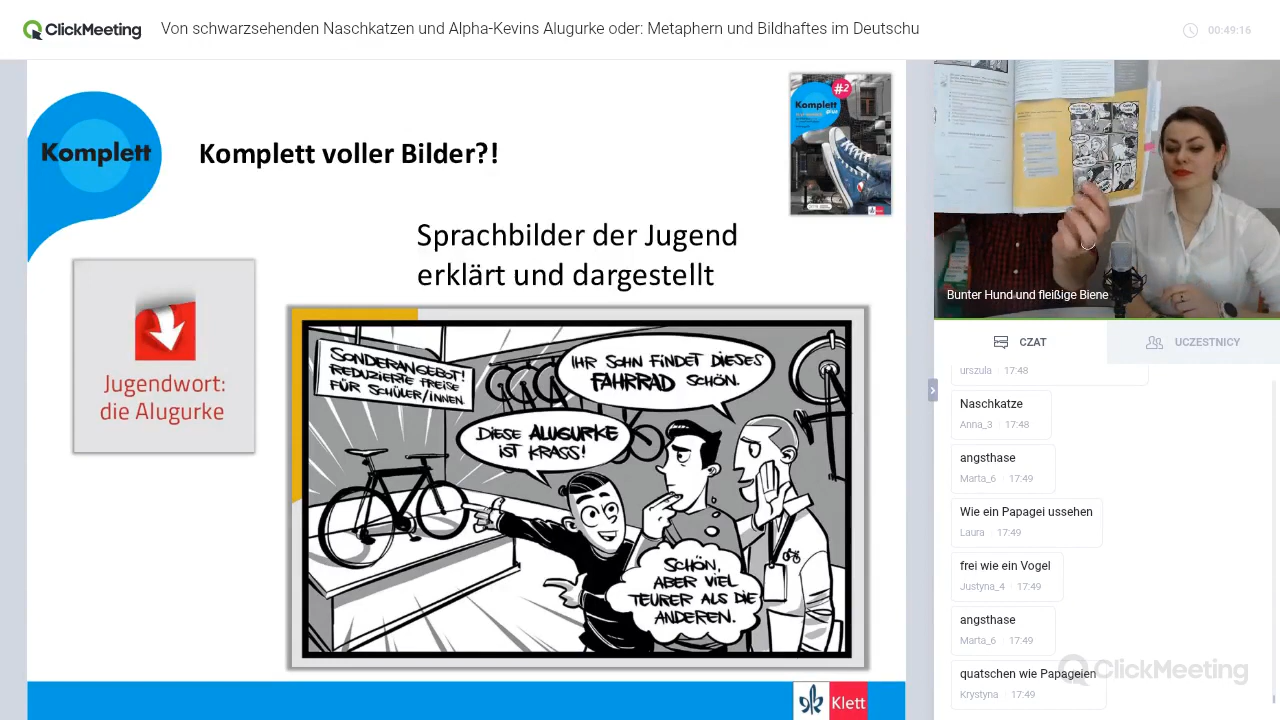 ClickMeeting
Von schwarzsehenden Naschkatzen und Alpha-Kevins Alugurke oder: Metaphern und Bildhaftes im Deutschu
00:49:16
Komplett
Komplett voller Bilder?!
#2
Komplett
plus
Sprachbilder der Jugend
erklärt und dargestellt
Jugendwort:
die Alugurke
SONDERANGEBOT!
REDUZIERTE PREISE
FÜR SCHÜLER/INNEN.
IHR SOHN FINDET DIESES
FAHRRAD SCHÖN.
DIESE ALUGURKE
IST KRASS!
SCHÖN,
ABER VIEL
TEURER ALS DIE
ANDEREN.
Klett
Bunter Hund und fleißige Biene
CZAT
UCZESTNICY
urszula 17:48
Naschkatze
Anna_3 17:48
angsthase
Marta_6 17:49
Wie ein Papagei ussehen
Laura 17:49
frei wie ein Vogel
Justyna_4 17:49
angsthase
Marta_6 17:49
quatschen wie Papageien
Krystyna 17:49
ClickMeeting